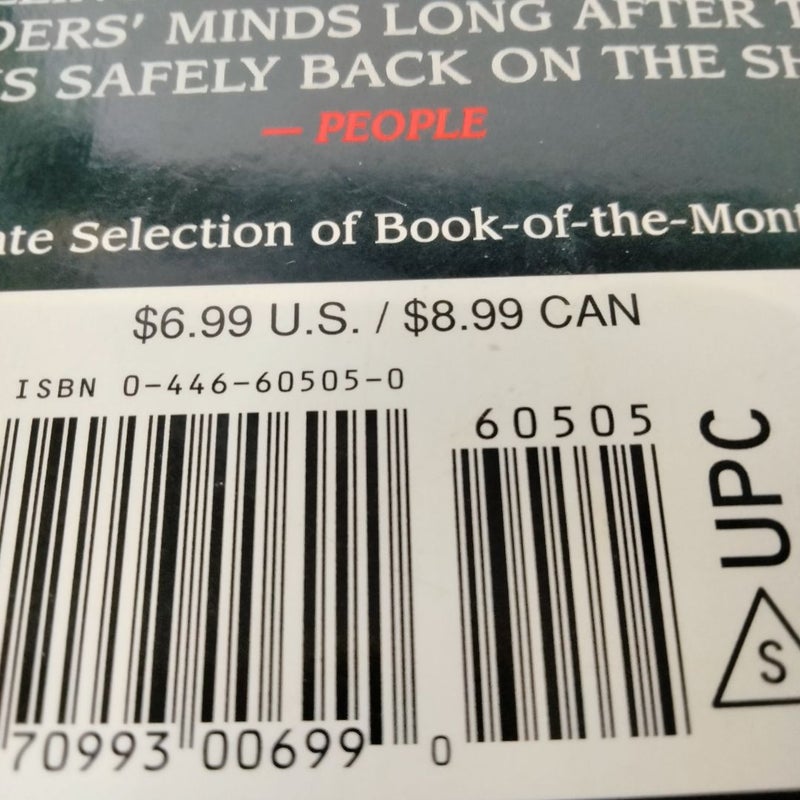 DERS' MINDS LONG AFTER T
S SAFELY BACK ON THE SH
— PEOPLE
ate Selection of Book-of-the-Mont
$6.99 U.S. / $8.99 CAN
ISBN 0-446-60505-0
60505
UPC
S
70993 00699 0